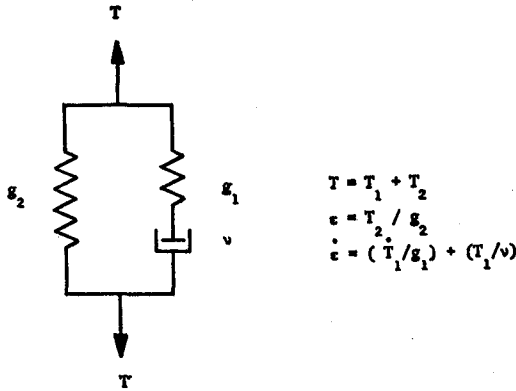 T
g₂
g₁
ν
T
T = T₁ + T₂
ε = T₂ / g₂
ε̇ = ( Ṫ₁/g₁) + (T₁/ν)